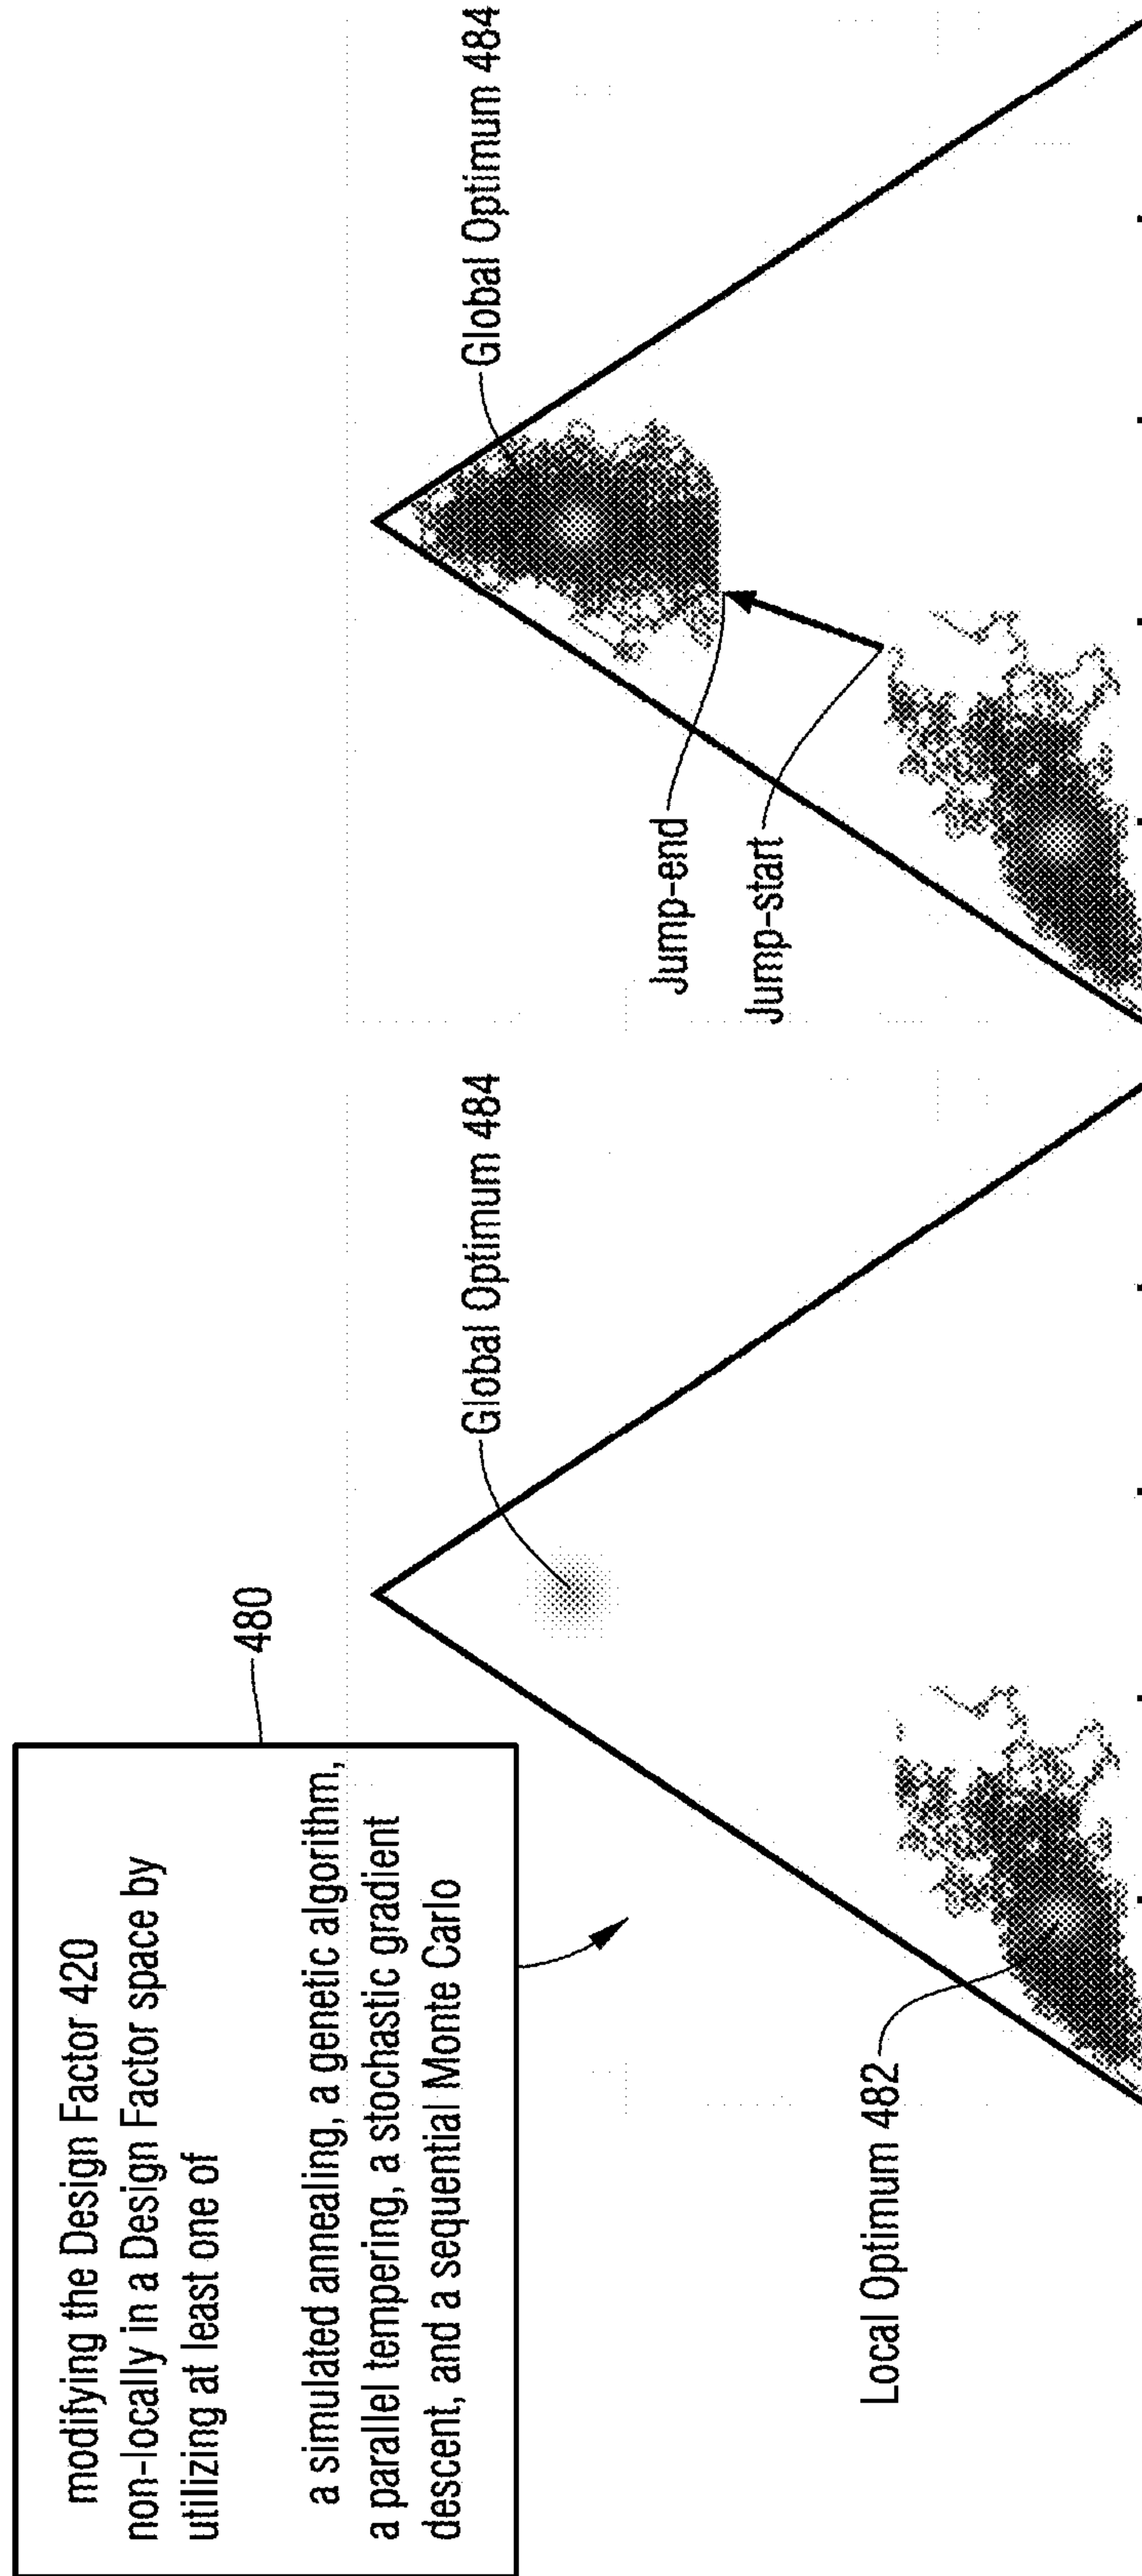 modifying the Design Factor 420
non-locally in a Design Factor space by
utilizing at least one of
a simulated annealing, a genetic algorithm,
a parallel tempering, a stochastic gradient
descent, and a sequential Monte Carlo
480
Local Optimum 482
Global Optimum 484
Jump-end
Jump-start
Global Optimum 484